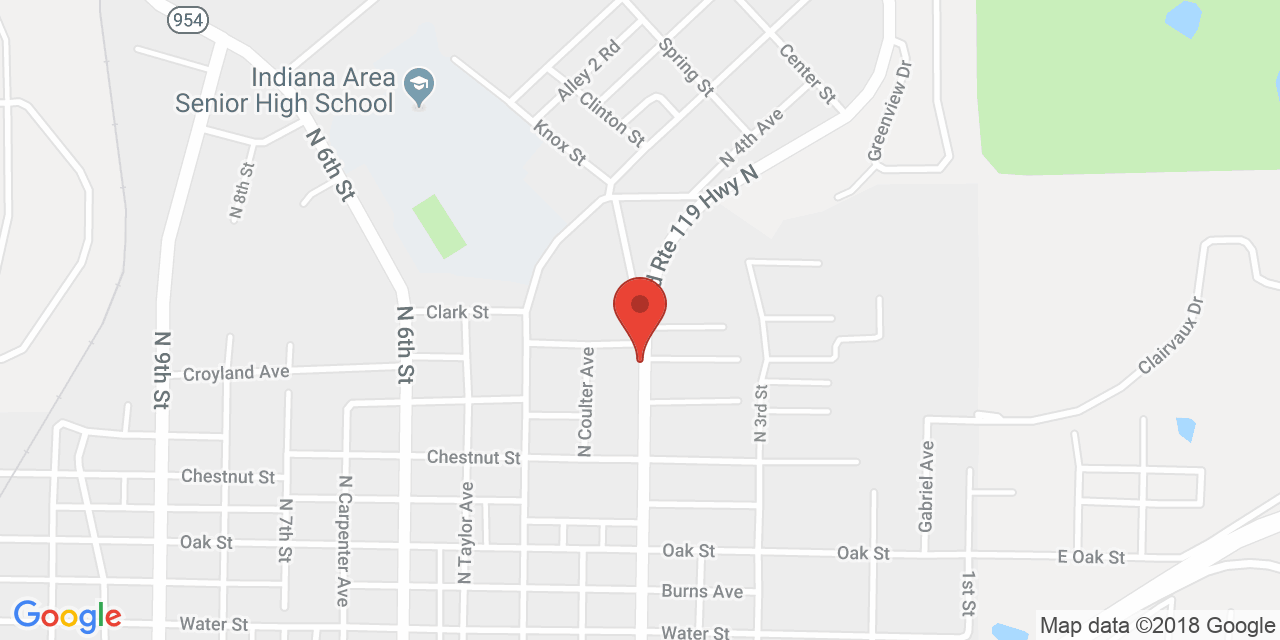 954
Indiana Area
Senior High School
Alley 2 Rd
Spring St
Center St
Clinton St
Knox St
N 4th Ave
Greenview Dr
N 6th St
N 8th St
Rte 119 Hwy N
Clark St
N 9th St
N 6th St
Croyland Ave
N Coulter Ave
N 3rd St
Clairvaux Dr
Chestnut St
Chestnut St
N 7th St
N Carpenter Ave
N Taylor Ave
Gabriel Ave
Oak St
Oak St
Oak St
E Oak St
Burns Ave
1st St
Water St
Water St
Google
Map data ©2018 Google